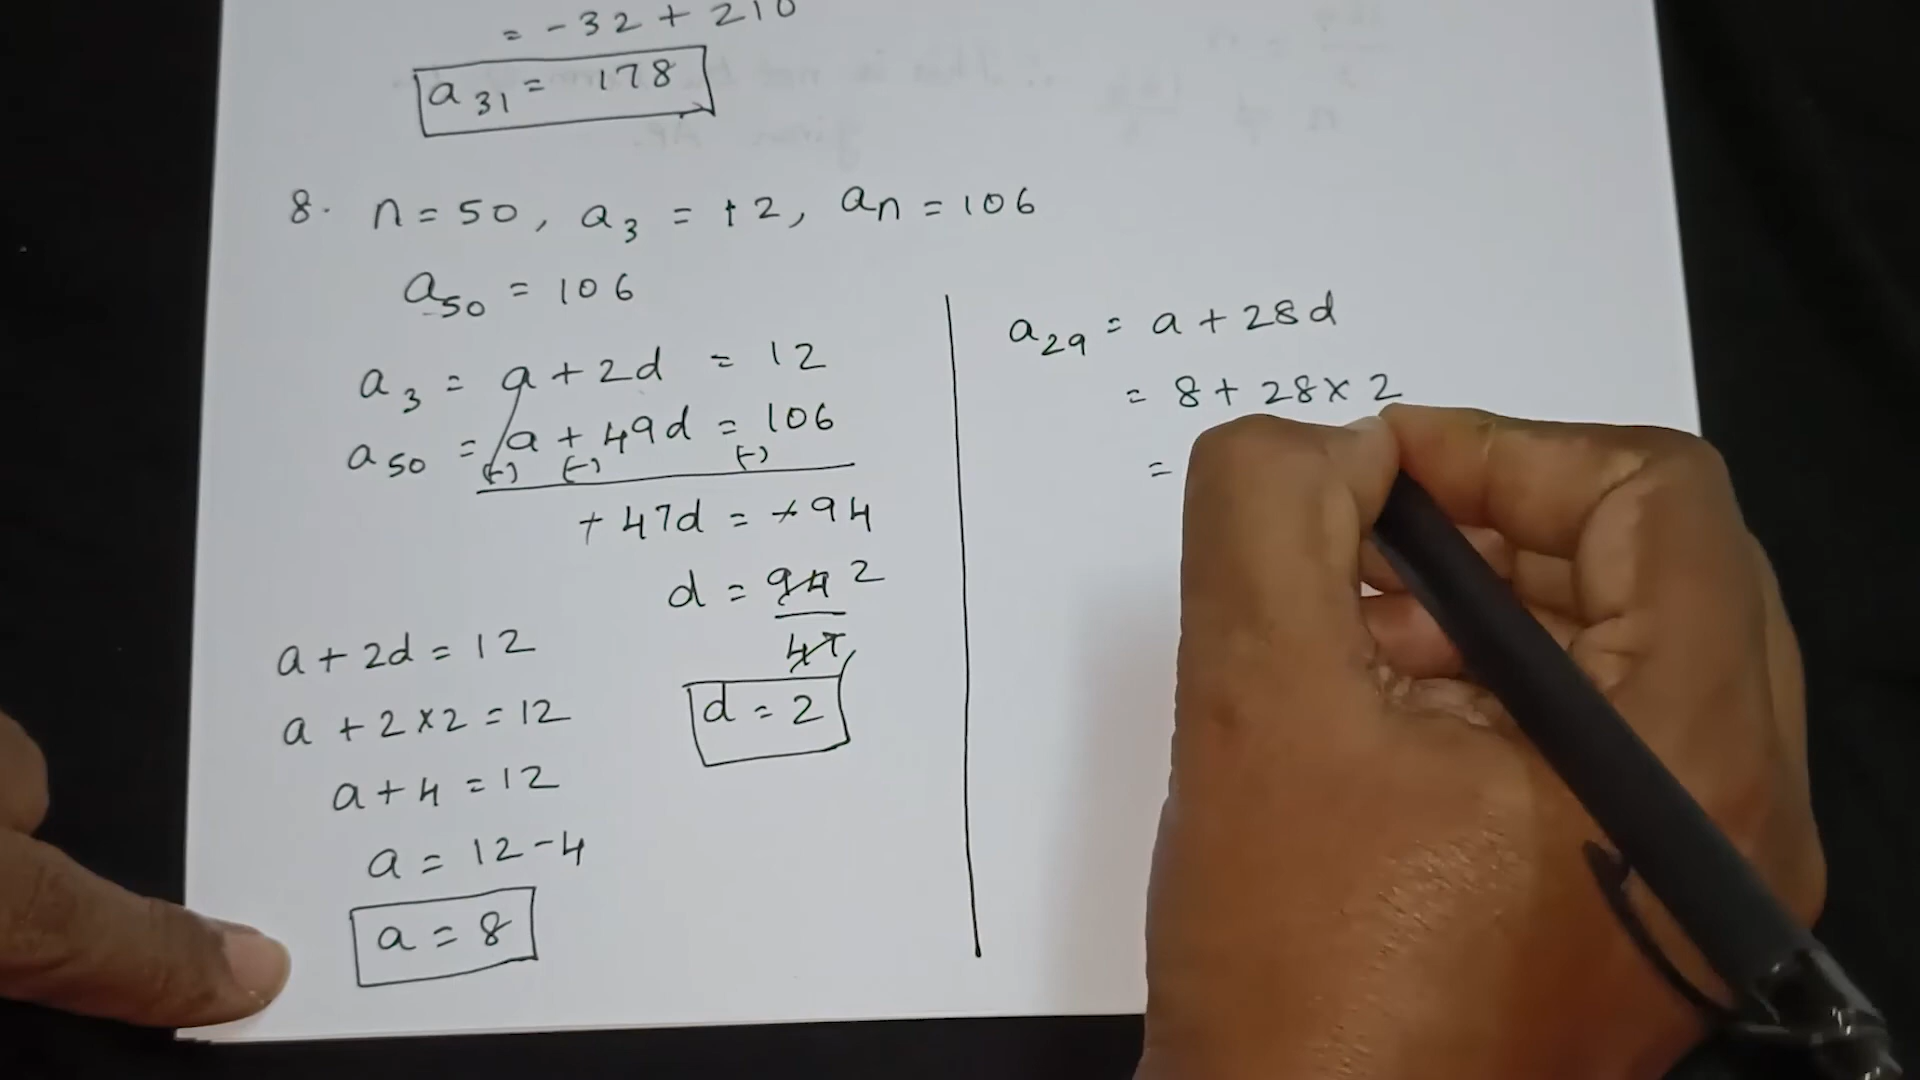 = -32 + 210
a31 = 178
8. n = 50, a3 = 12, an = 106
a50 = 106
a3 = a + 2d = 12
a50 = a + 49d = 106
(-) (-) (-)
+ 47d = +94
d = 94 2
47
d = 2
a + 2d = 12
a + 2 × 2 = 12
a + 4 = 12
a = 12 - 4
a = 8
a29 = a + 28d
= 8 + 28 × 2
=